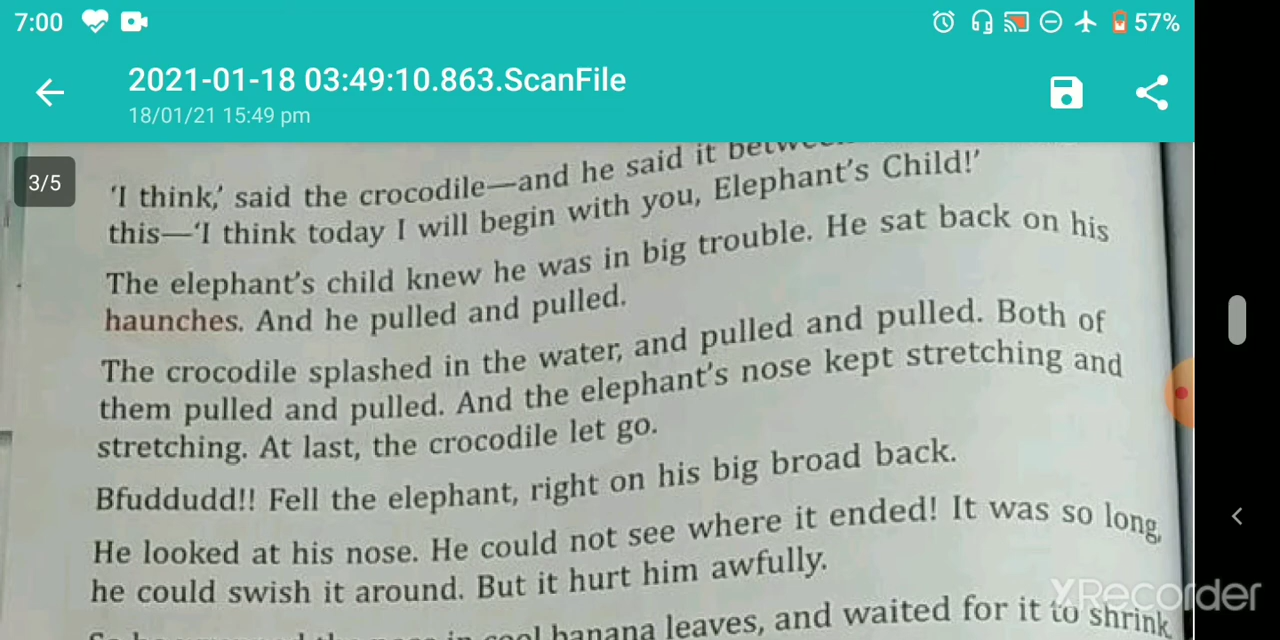 7:00 57%
2021-01-18 03:49:10.863.ScanFile
18/01/21 15:49 pm
3/5
'I think,' said the crocodile—and he said it
this—'I think today I will begin with you, Elephant's Child!'
The elephant's child knew he was in big trouble. He sat back on his
haunches. And he pulled and pulled.
The crocodile splashed in the water, and pulled and pulled. Both of
them pulled and pulled. And the elephant's nose kept stretching and
stretching. At last, the crocodile let go.
Bfuddudd!! Fell the elephant, right on his big broad back.
He looked at his nose. He could not see where it ended! It was so long,
he could swish it around. But it hurt him awfully.
cool banana leaves, and waited for it to shrink
XRecorder